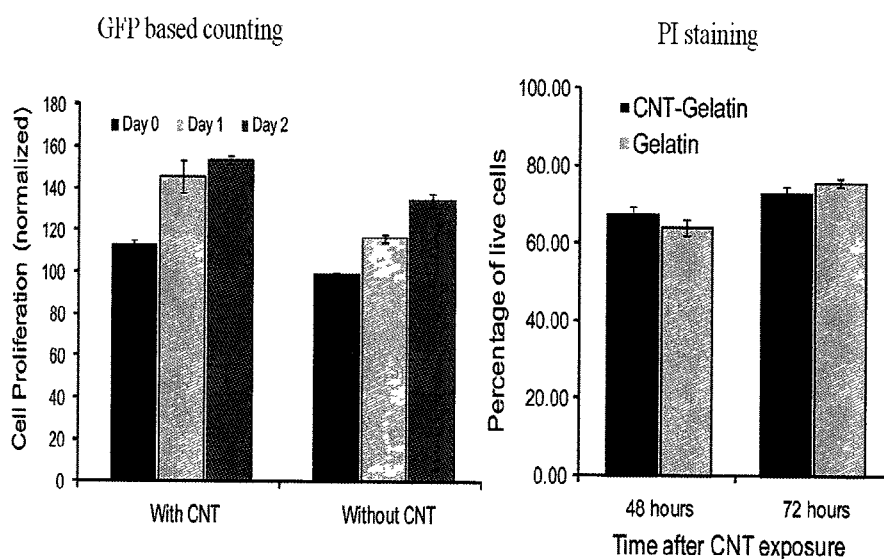 GFP based counting
PI staining
Cell Proliferation (normalized)
180
160
140
120
100
80
60
40
20
0
Day 0 Day 1 Day 2
With CNT
Without CNT
Percentage of live cells
100.00
80.00
60.00
40.00
20.00
0.00
CNT-Gelatin
Gelatin
48 hours
72 hours
Time after CNT exposure